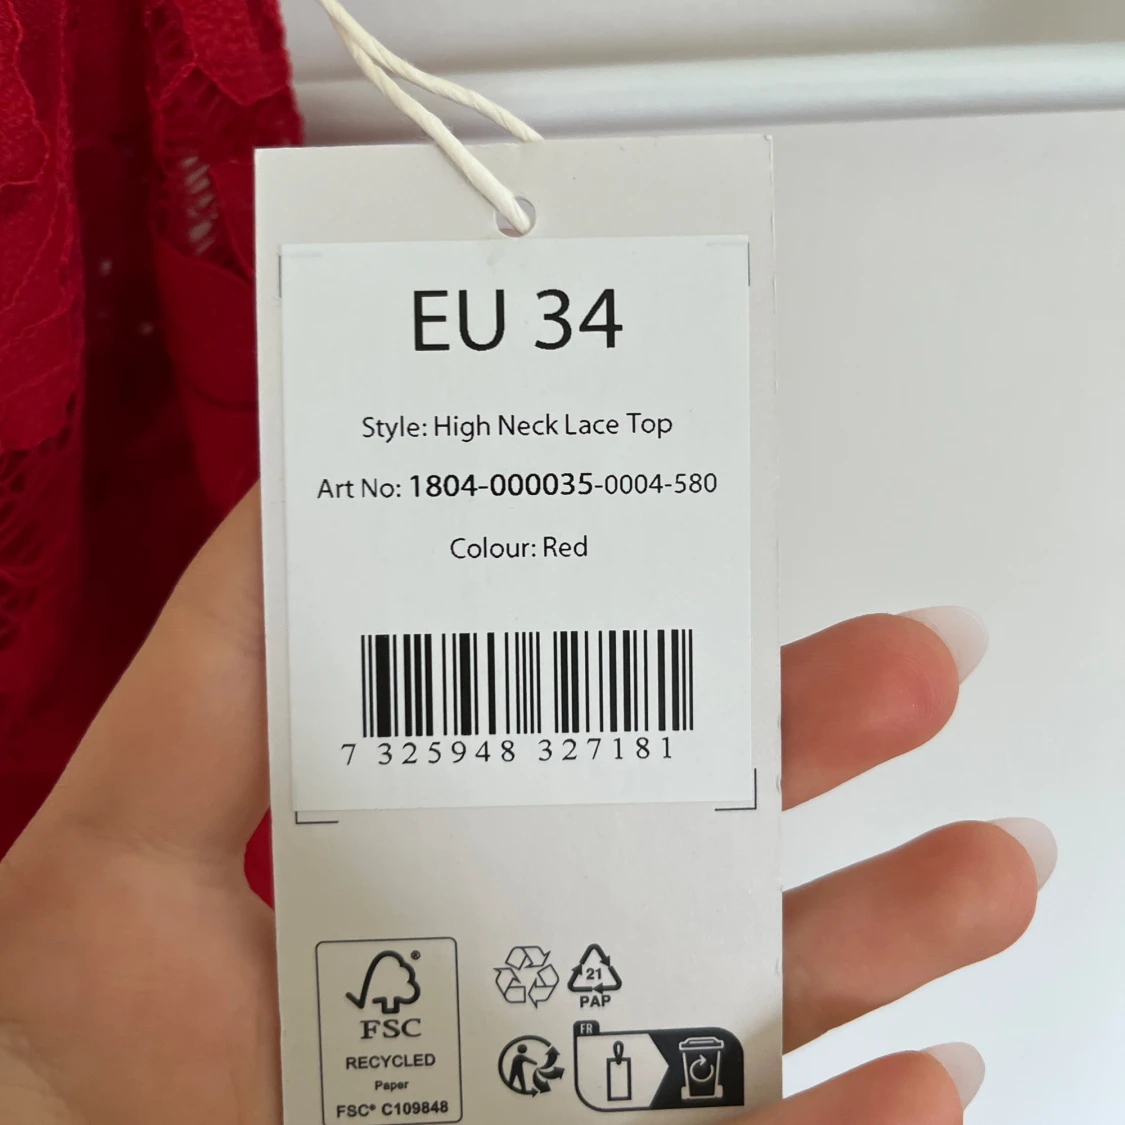 EU 34
Style: High Neck Lace Top
Art No: 1804-000035-0004-580
Colour: Red
7 325948 327181
FSC®
RECYCLED
Paper
FSC® C109848
21
PAP
FR